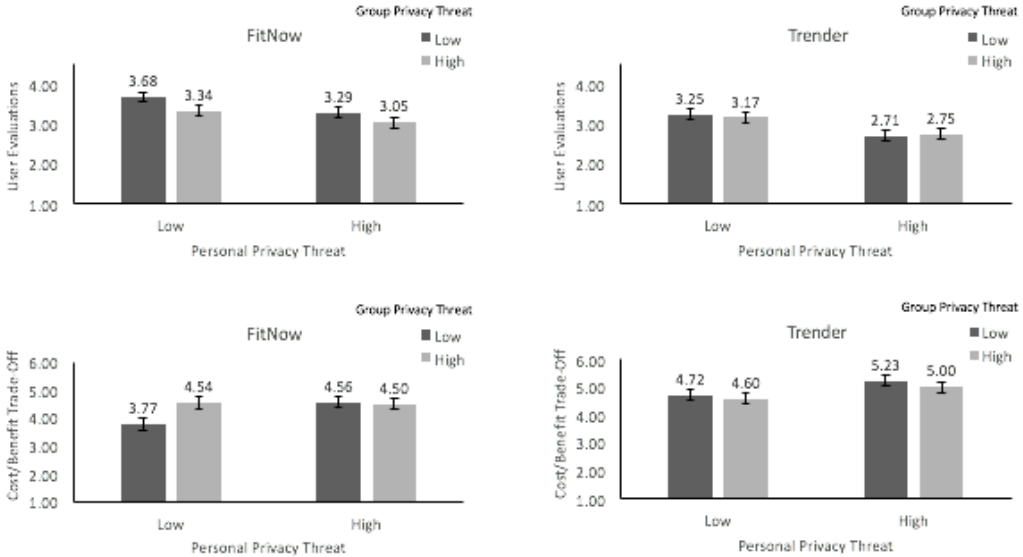 Group Privacy Threat
FitNow
Low
High
User Evaluations
4.00
3.00
2.00
1.00
3.68
3.34
3.29
3.05
Low
High
Personal Privacy Threat
Group Privacy Threat
Trender
Low
High
User Evaluations
4.00
3.00
2.00
1.00
3.25
3.17
2.71
2.75
Low
High
Personal Privacy Threat
Group Privacy Threat
FitNow
Low
High
Cost/Benefit Trade-Off
6.00
5.00
4.00
3.00
2.00
1.00
3.77
4.54
4.56
4.50
Low
High
Personal Privacy Threat
Group Privacy Threat
Trender
Low
High
Cost/Benefit Trade-Off
6.00
5.00
4.00
3.00
2.00
1.00
4.72
4.60
5.23
5.00
Low
High
Personal Privacy Threat